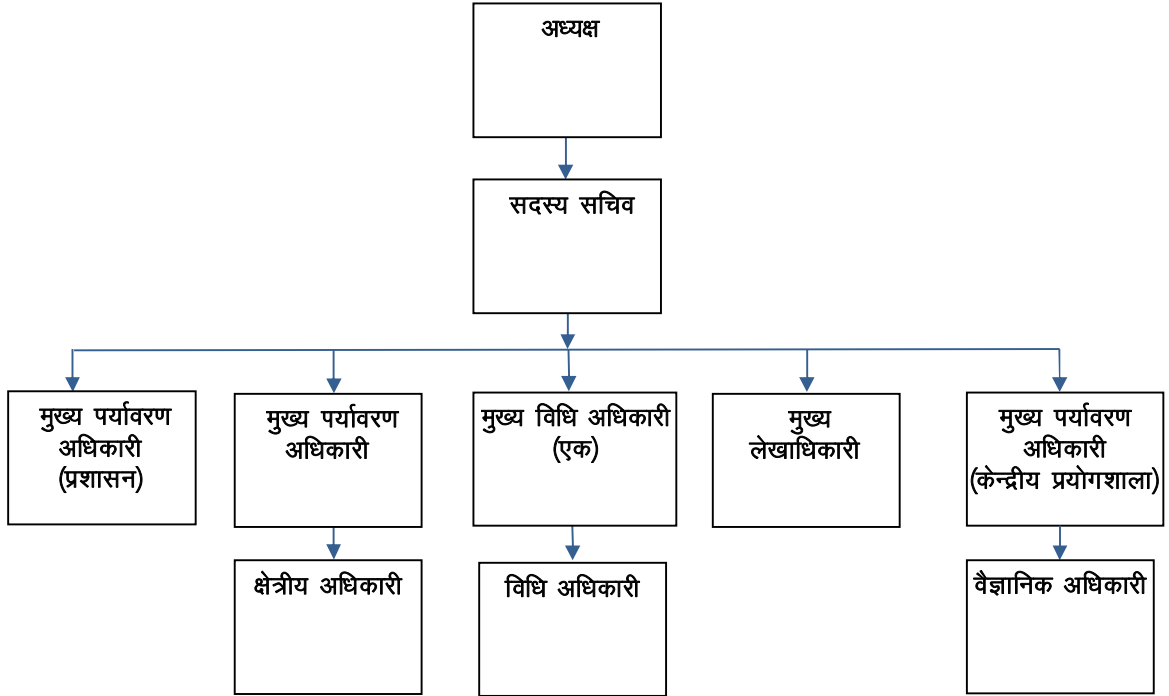 अध्यक्ष
सदस्य सचिव
मुख्य पर्यावरण
अधिकारी
(प्रशासन)
मुख्य पर्यावरण
अधिकारी
मुख्य विधि अधिकारी
(एक)
मुख्य
लेखाधिकारी
मुख्य पर्यावरण
अधिकारी
(केन्द्रीय प्रयोगशाला)
क्षेत्रीय अधिकारी
विधि अधिकारी
वैज्ञानिक अधिकारी